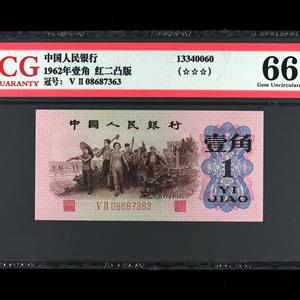 CG
UARANTY
中国人民银行
1962年壹角 红二凸版
冠号: V II 08687363
13340060
(☆☆☆)
66
Gem Uncirculate
中国人民银行
壹角
1
YI
JIAO
V II 08687363